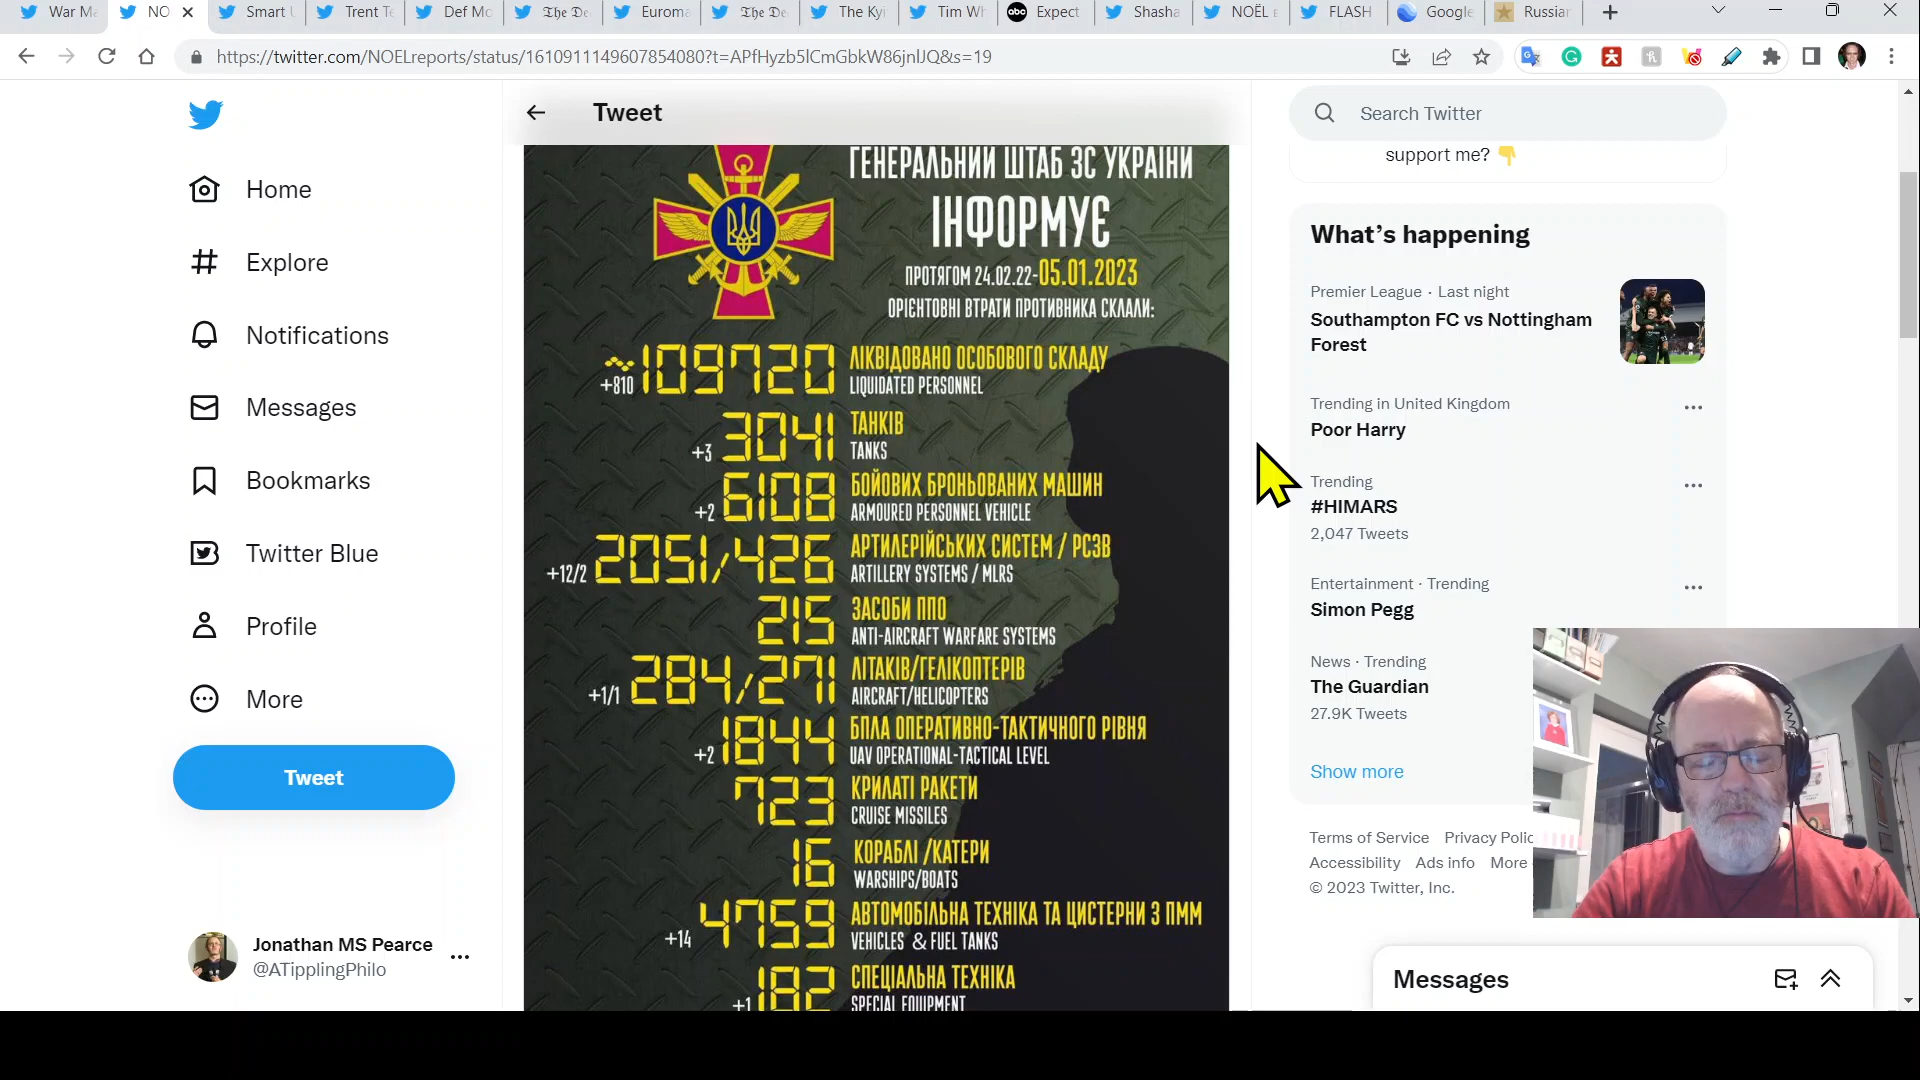 War Ma
NO
Smart U
Trent Te
Def Mo
The De
Euroma
The De
The Kyi
Tim Wh
Expect
Shasha
NOËL
FLASH
Google
Russian
https://twitter.com/NOELreports/status/1610911149607854080?t=APfHyzb5lCmGbkW86jnlJQ&s=19
Tweet
Search Twitter
support me? 👇
Home
Explore
Notifications
Messages
Bookmarks
Twitter Blue
Profile
More
Tweet
Jonathan MS Pearce
@ATipplingPhilo
ГЕНЕРАЛЬНИЙ ШТАБ ЗС УКРАЇНИ
ІНФОРМУЄ
ПРОТЯГОМ 24.02.22-05.01.2023
ОРІЄНТОВНІ ВТРАТИ ПРОТИВНИКА СКЛАЛИ:
+810 ~109720 ЛІКВІДОВАНО ОСОБОВОГО СКЛАДУ
LIQUIDATED PERSONNEL
+3 3041 ТАНКІВ
TANKS
+2 6108 БОЙОВИХ БРОНЬОВАНИХ МАШИН
ARMOURED PERSONNEL VEHICLE
+12/2 2051/426 АРТИЛЕРІЙСЬКИХ СИСТЕМ / РСЗВ
ARTILLERY SYSTEMS / MLRS
215 ЗАСОБИ ППО
ANTI-AIRCRAFT WARFARE SYSTEMS
+1/1 284/271 ЛІТАКІВ/ГЕЛІКОПТЕРІВ
AIRCRAFT/HELICOPTERS
+2 1844 БПЛА ОПЕРАТИВНО-ТАКТИЧНОГО РІВНЯ
UAV OPERATIONAL-TACTICAL LEVEL
723 КРИЛАТІ РАКЕТИ
CRUISE MISSILES
16 КОРАБЛІ /КАТЕРИ
WARSHIPS/BOATS
+14 4759 АВТОМОБІЛЬНА ТЕХНІКА ТА ЦИСТЕРНИ З ПММ
VEHICLES & FUEL TANKS
+1 182 СПЕЦІАЛЬНА ТЕХНІКА
SPECIAL EQUIPMENT
What's happening
Premier League · Last night
Southampton FC vs Nottingham
Forest
Trending in United Kingdom
Poor Harry
Trending
#HIMARS
2,047 Tweets
Entertainment · Trending
Simon Pegg
News · Trending
The Guardian
27.9K Tweets
Show more
Terms of Service Privacy Polic
Accessibility Ads info More
© 2023 Twitter, Inc.
Messages